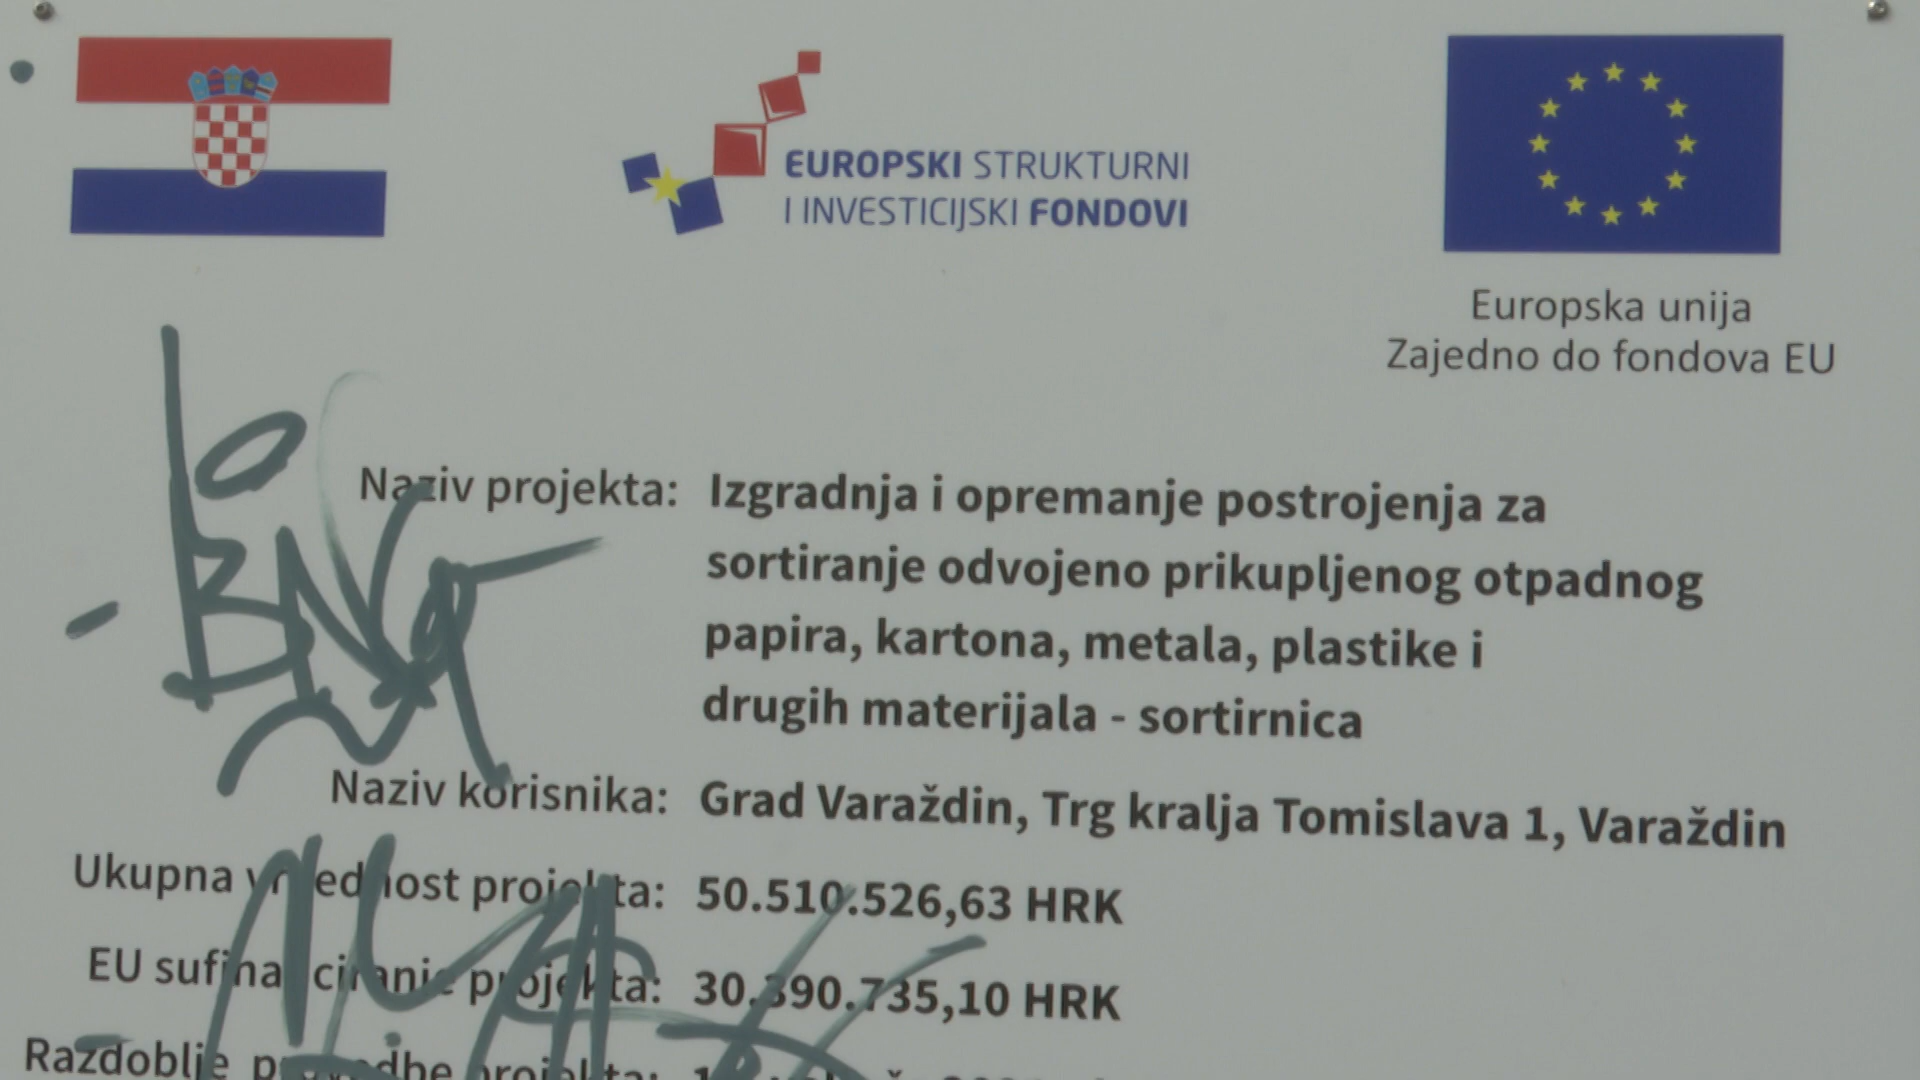 EUROPSKI STRUKTURNI
I INVESTICIJSKI FONDOVI
Europska unija
Zajedno do fondova EU
Naziv projekta: Izgradnja i opremanje postrojenja za
sortiranje odvojeno prikupljenog otpadnog
papira, kartona, metala, plastike i
drugih materijala - sortirnica
Naziv korisnika: Grad Varaždin, Trg kralja Tomislava 1, Varaždin
Ukupna vrijednost projekta: 50.510.526,63 HRK
EU sufinanciranje projekta: 30.390.735,10 HRK
Razdoblje provedbe projekta: